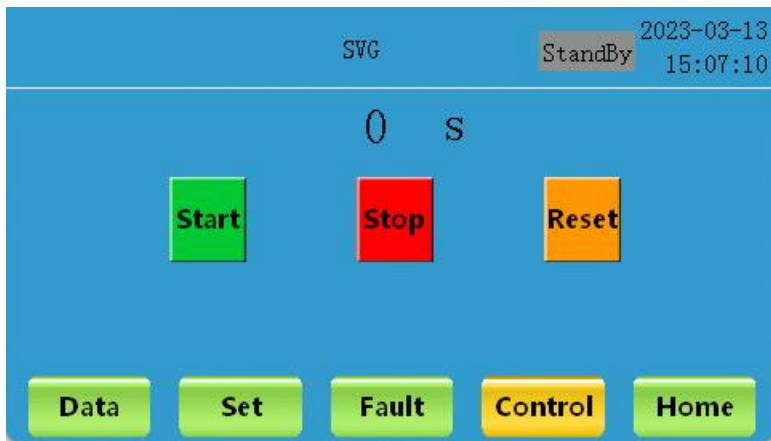 SVG StandBy 2023-03-13
15:07:10
0 s
Start Stop Reset
Data Set Fault Control Home